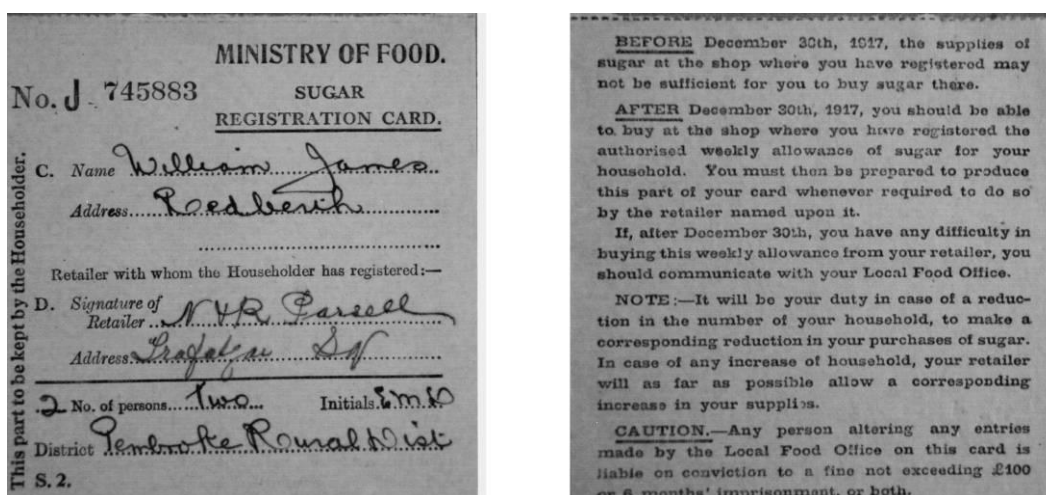 MINISTRY OF FOOD.
No. J 745883
SUGAR
REGISTRATION CARD.
C. Name William James
Address Redberth
Retailer with whom the Householder has registered:—
D. Signature of
Retailer N & R Parsell
Address Trafalgar
2 No. of persons Two Initials E.M.D
District Pembroke Rural Dist
S. 2.
This part to be kept by the Householder.
BEFORE December 30th, 1917, the supplies of
sugar at the shop where you have registered may
not be sufficient for you to buy sugar there.
AFTER December 30th, 1917, you should be able
to buy at the shop where you have registered the
authorised weekly allowance of sugar for your
household. You must then be prepared to produce
this part of your card whenever required to do so
by the retailer named upon it.
If, after December 30th, you have any difficulty in
buying this weekly allowance from your retailer, you
should communicate with your Local Food Office.
NOTE:—It will be your duty in case of a reduc-
tion in the number of your household, to make a
corresponding reduction in your purchases of sugar.
In case of any increase of household, your retailer
will as far as possible allow a corresponding
increase in your supplies.
CAUTION.—Any person altering any entries
made by the Local Food Office on this card is
liable on conviction to a fine not exceeding £100
or 6 months' imprisonment, or both.